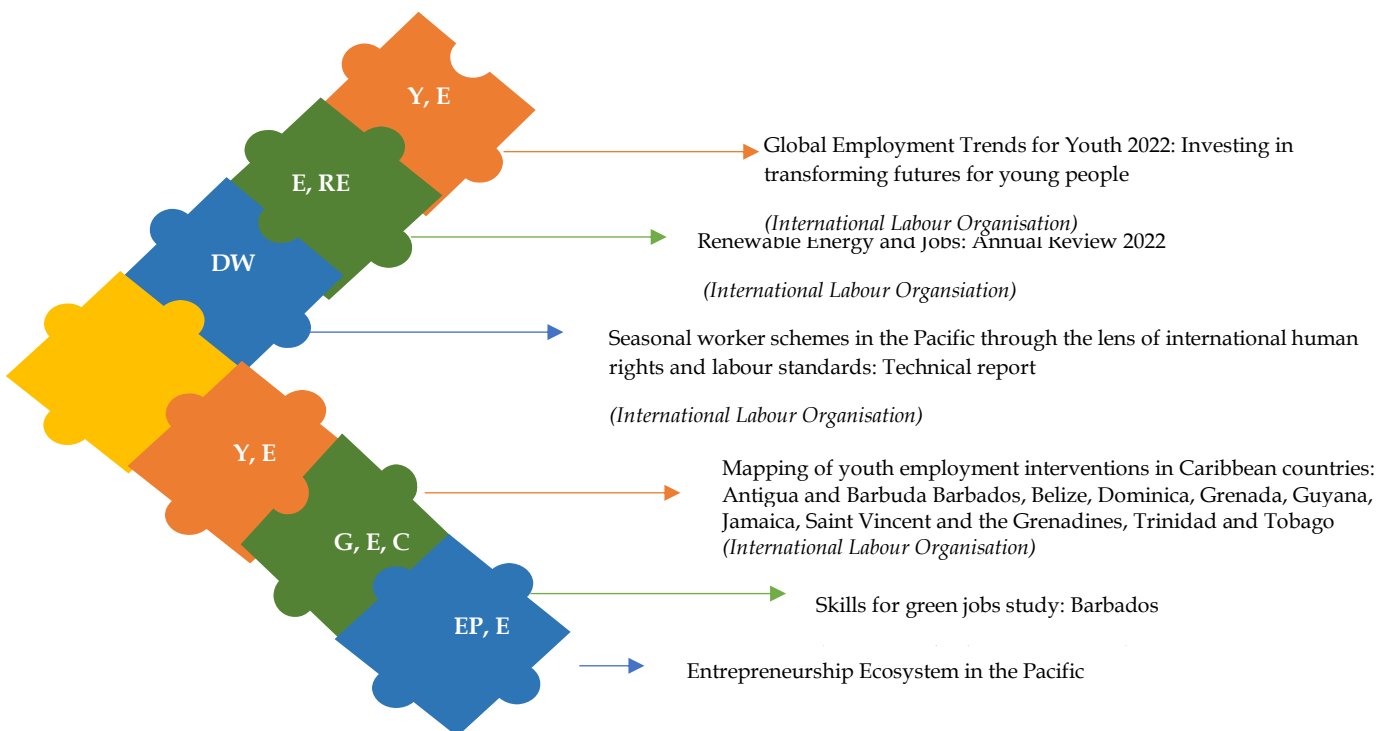 Y, E
Global Employment Trends for Youth 2022: Investing in
transforming futures for young people
(International Labour Organisation)
E, RE
Renewable Energy and Jobs: Annual Review 2022
(International Labour Organsiation)
DW
Seasonal worker schemes in the Pacific through the lens of international human
rights and labour standards: Technical report
(International Labour Organisation)
Y, E
Mapping of youth employment interventions in Caribbean countries:
Antigua and Barbuda Barbados, Belize, Dominica, Grenada, Guyana,
Jamaica, Saint Vincent and the Grenadines, Trinidad and Tobago
(International Labour Organisation)
G, E, C
Skills for green jobs study: Barbados
EP, E
Entrepreneurship Ecosystem in the Pacific